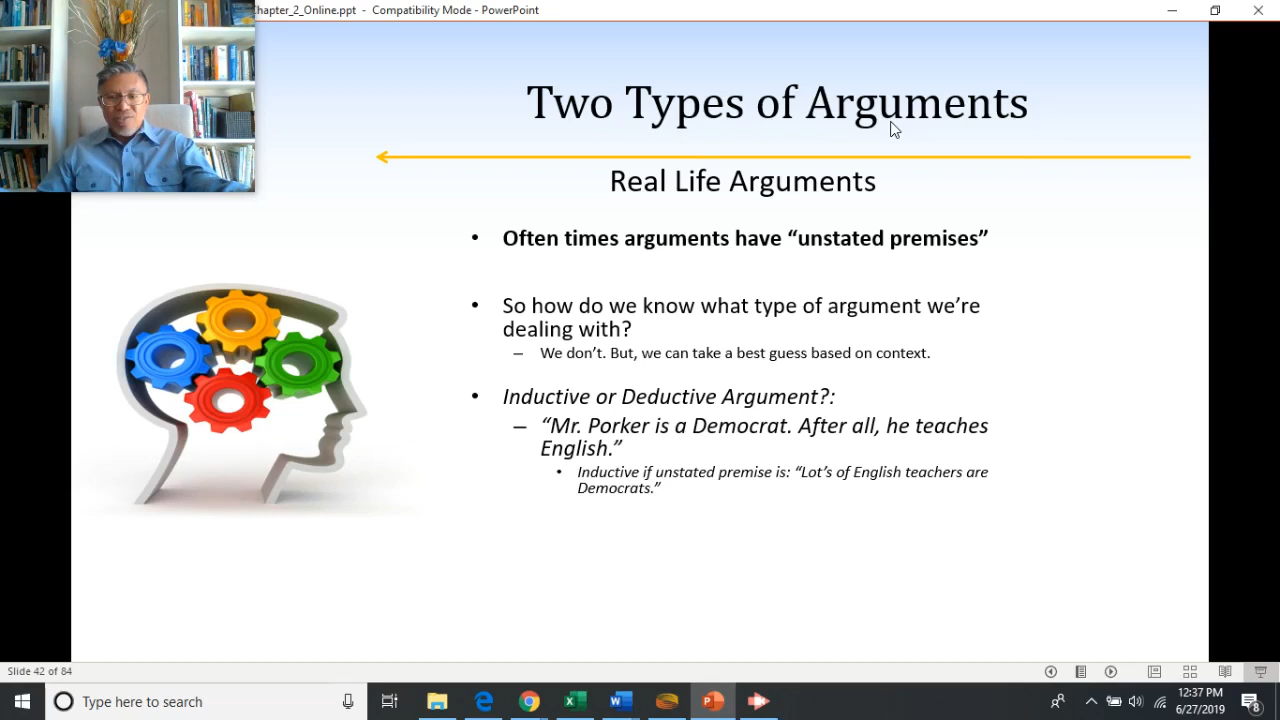 Chapter_2_Online.ppt - Compatibility Mode - PowerPoint
Two Types of Arguments
Real Life Arguments
• Often times arguments have “unstated premises”
• So how do we know what type of argument we’re
dealing with?
– We don’t. But, we can take a best guess based on context.
• Inductive or Deductive Argument?:
– “Mr. Porker is a Democrat. After all, he teaches
English.”
• Inductive if unstated premise is: “Lot’s of English teachers are
Democrats.”
Slide 42 of 84
Type here to search
12:37 PM
6/27/2019
8